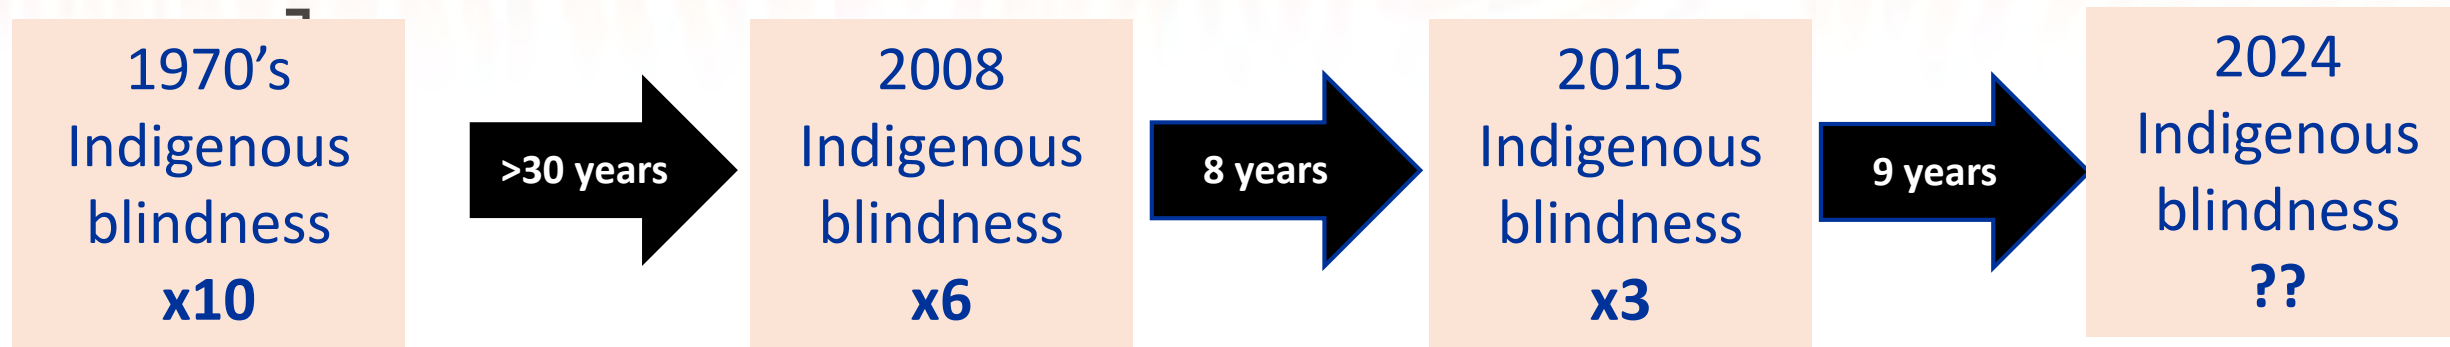 1970’s
Indigenous
blindness
x10
>30 years
2008
Indigenous
blindness
x6
8 years
2015
Indigenous
blindness
x3
9 years
2024
Indigenous
blindness
??